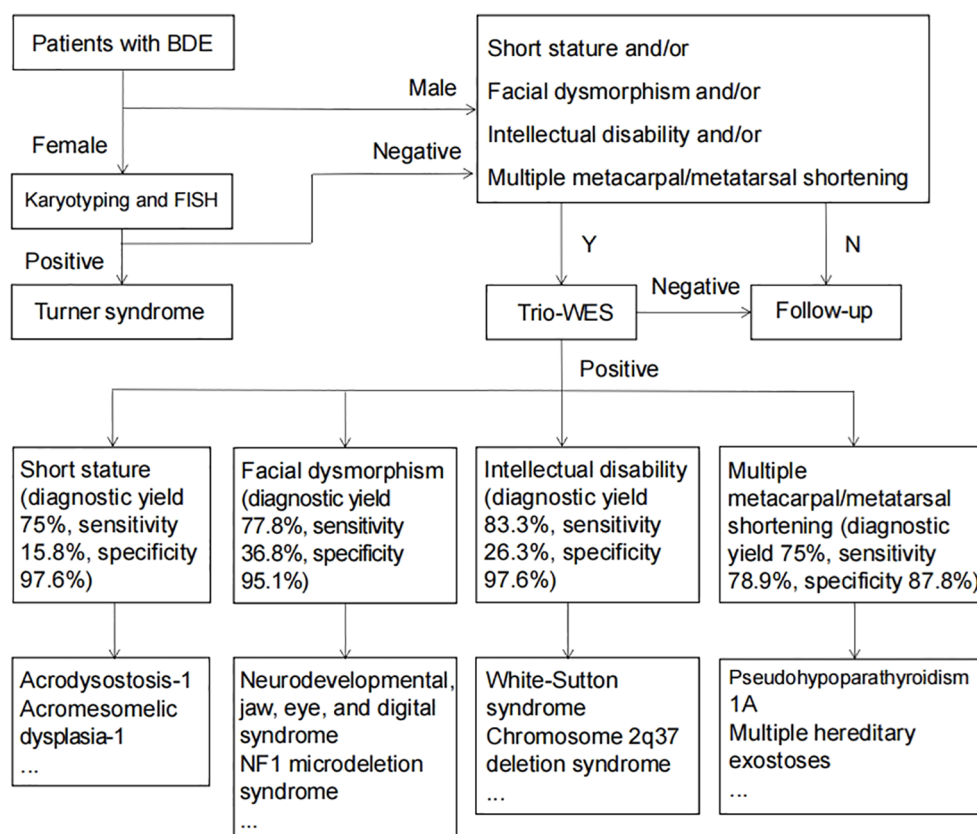 Patients with BDE
Male
Female
Short stature and/or
Facial dysmorphism and/or
Intellectual disability and/or
Multiple metacarpal/metatarsal shortening
Negative
Karyotyping and FISH
Positive
Turner syndrome
Y
N
Trio-WES
Negative
Follow-up
Positive
Short stature
(diagnostic yield
75%, sensitivity
15.8%, specificity
97.6%)
Facial dysmorphism
(diagnostic yield
77.8%, sensitivity
36.8%, specificity
95.1%)
Intellectual disability
(diagnostic yield
83.3%, sensitivity
26.3%, specificity
97.6%)
Multiple
metacarpal/metatarsal
shortening (diagnostic
yield 75%, sensitivity
78.9%, specificity 87.8%)
Acrodysostosis-1
Acromesomelic
dysplasia-1
...
Neurodevelopmental,
jaw, eye, and digital
syndrome
NF1 microdeletion
syndrome
...
White-Sutton
syndrome
Chromosome 2q37
deletion syndrome
...
Pseudohypoparathyroidism
1A
Multiple hereditary
exostoses
...